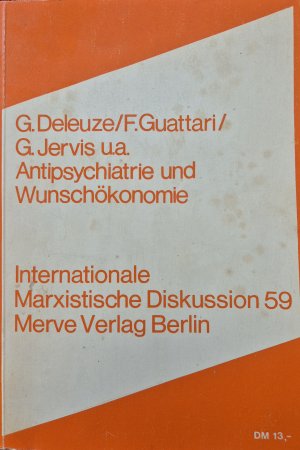 G.Deleuze/F.Guattari/
G.Jervis u.a.
Antipsychiatrie und
Wunschökonomie
Internationale
Marxistische Diskussion 59
Merve Verlag Berlin
DM 13,-